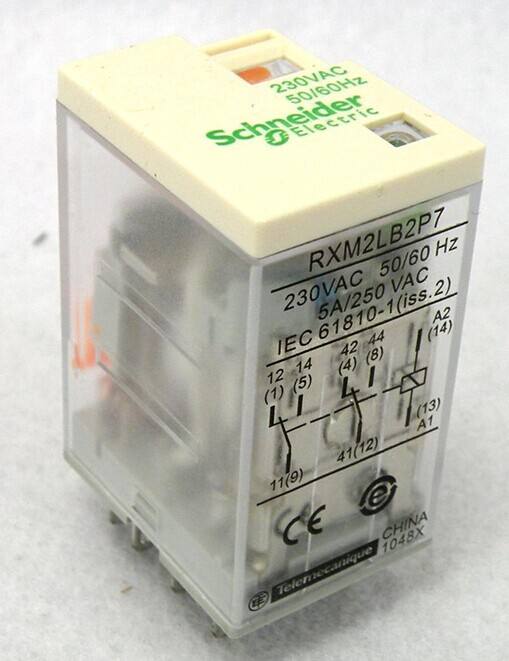 230VAC
50/60Hz
Schneider
Electric
RXM2LB2P7
230VAC 50/60 Hz
5A/250 VAC
IEC 61810-1(iss.2)
12 14 42 44 A2
(1) (5) (4) (8) (14)
11(9) 41(12) (13)
A1
CE
CHINA
1048X
TE Telemecanique